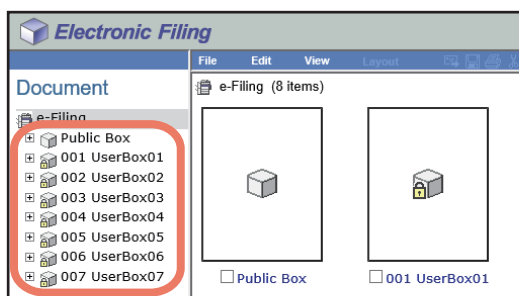 Electronic Filing
File Edit View Layout
Document
e-Filing (8 items)
e-Filing
Public Box
001 UserBox01
002 UserBox02
003 UserBox03
004 UserBox04
005 UserBox05
006 UserBox06
007 UserBox07
Public Box
001 UserBox01